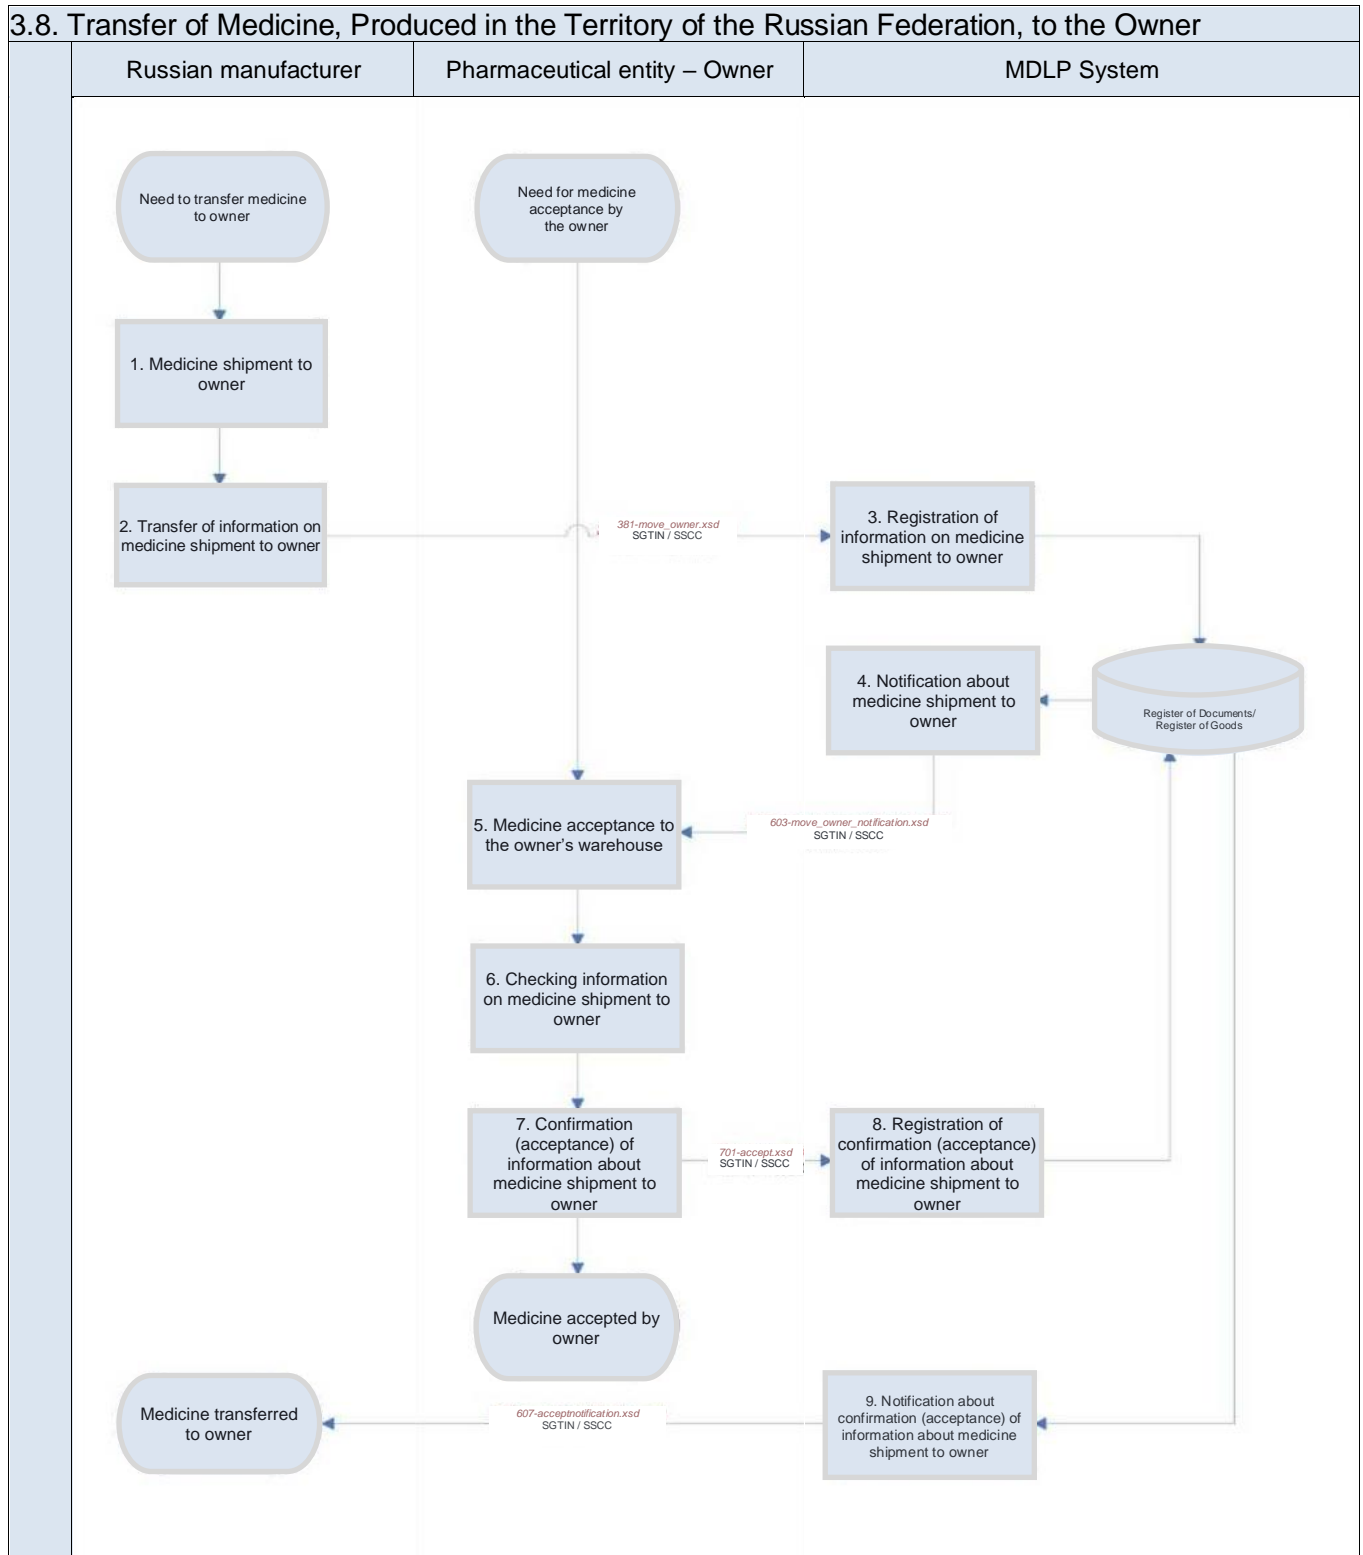 3.8. Transfer of Medicine, Produced in the Territory of the Russian Federation, to the Owner
Russian manufacturer
Pharmaceutical entity – Owner
MDLP System
Need to transfer medicine
to owner
Need for medicine
acceptance by
the owner
1. Medicine shipment to
owner
2. Transfer of information on
medicine shipment to owner
381-move_owner.xsd
SGTIN / SSCC
3. Registration of
information on medicine
shipment to owner
4. Notification about
medicine shipment to
owner
Register of Documents/
Register of Goods
5. Medicine acceptance to
the owner’s warehouse
603-move_owner_notification.xsd
SGTIN / SSCC
6. Checking information
on medicine shipment to
owner
7. Confirmation
(acceptance) of
information about
medicine shipment to
owner
701-accept.xsd
SGTIN / SSCC
8. Registration of
confirmation (acceptance)
of information about
medicine shipment to
owner
Medicine accepted by
owner
Medicine transferred
to owner
607-acceptnotification.xsd
SGTIN / SSCC
9. Notification about
confirmation (acceptance) of
information about medicine
shipment to owner